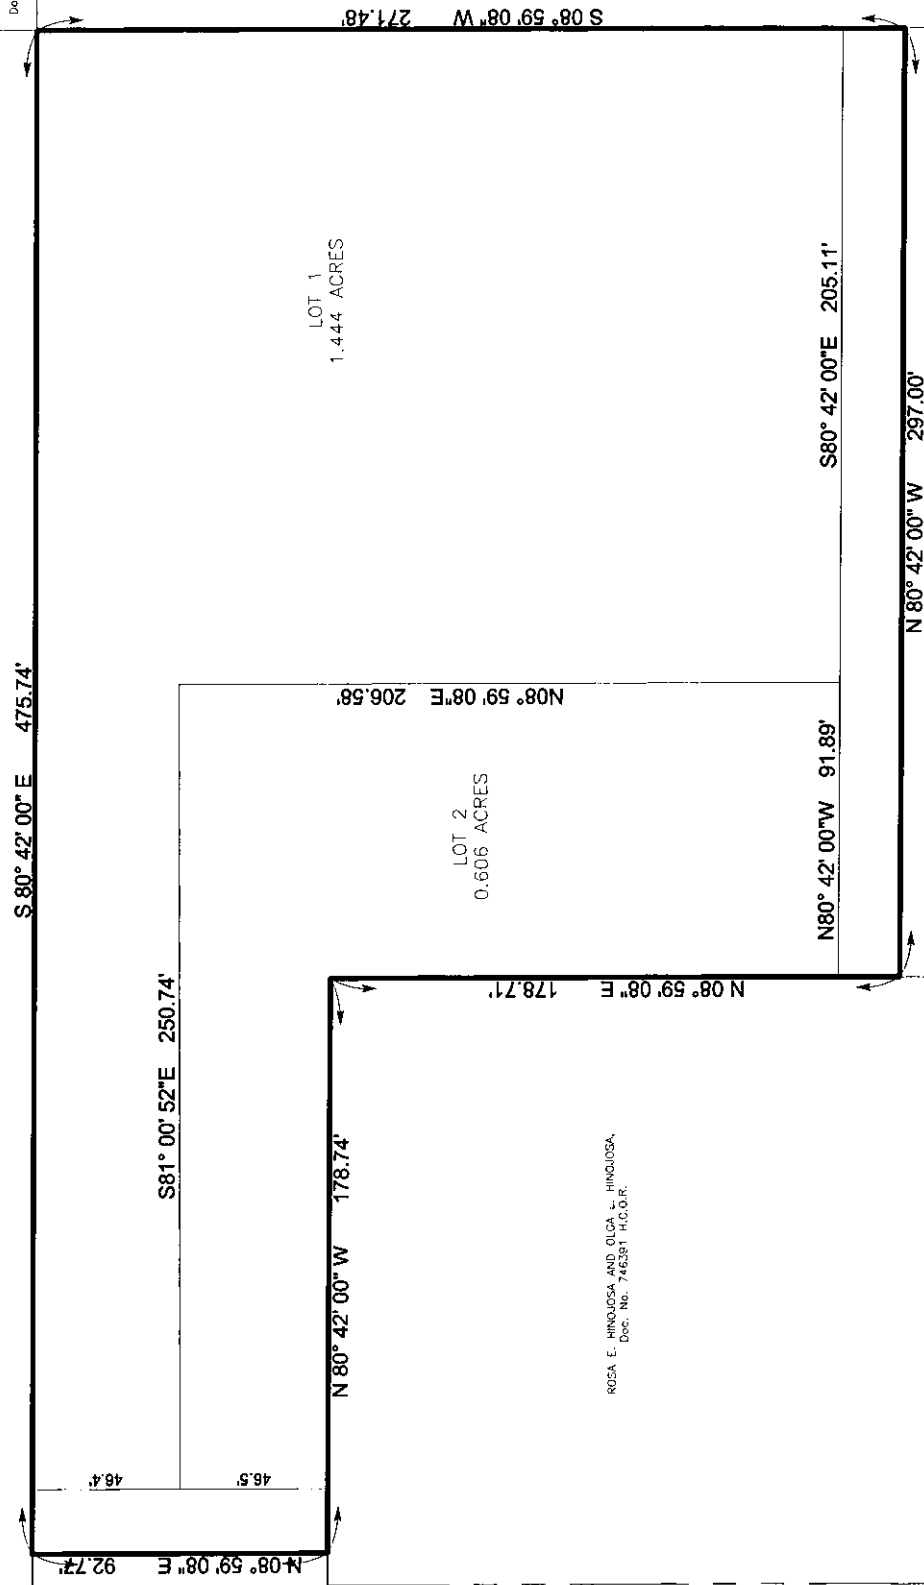 Do
S 80° 42' 00" E 475.74'
S 08° 59' 08" W 271.48'
LOT 1
1.444 ACRES
S80° 42' 00"E 205.11'
N 80° 42' 00" W 297.00'
N08° 59' 08"E 206.58'
LOT 2
0.606 ACRES
N80° 42' 00"W 91.89'
S81° 00' 52"E 250.74'
N 08° 59' 08" E 178.71'
N 80° 42' 00" W 178.74'
46.4'
46.5'
N 08° 59' 08" E 92.77'
ROSA E. HINOJOSA AND OLGA L. HINOJOSA,
Doc. No. 746391 H.C.O.R.